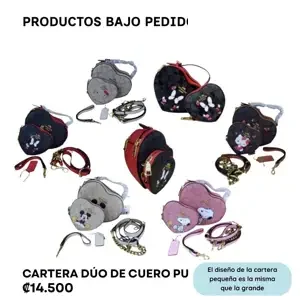 PRODUCTOS BAJO PEDIDO
CARTERA DÚO DE CUERO PU
₡14.500
El diseño de la cartera
pequeña es la misma
que la grande